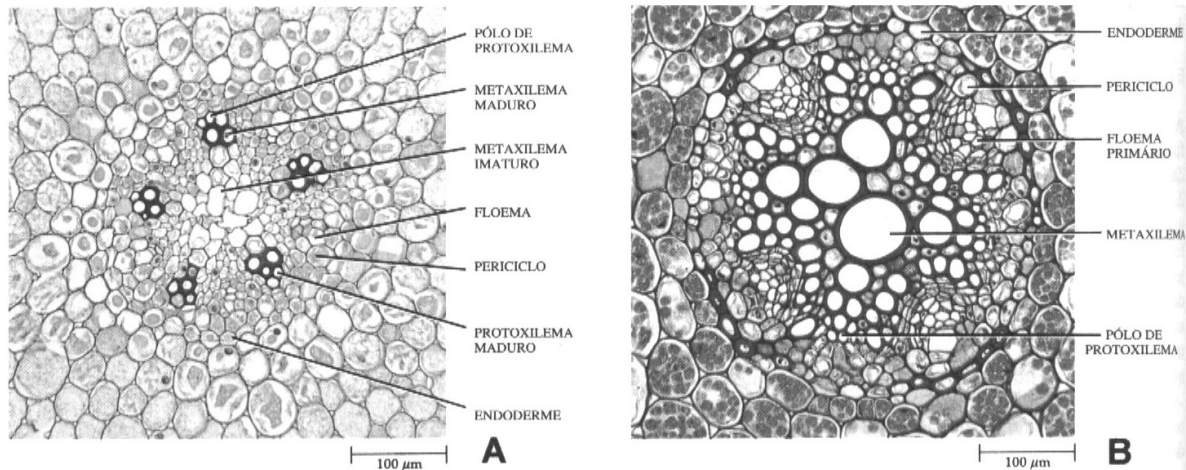 PÓLO DE
PROTOXILEMA
METAXILEMA
MADURO
METAXILEMA
IMATURO
FLOEMA
PERICICLO
PROTOXILEMA
MADURO
ENDODERME
100 µm
A
ENDODERME
PERICICLO
FLOEMA
PRIMÁRIO
METAXILEMA
PÓLO DE
PROTOXILEMA
100 µm
B